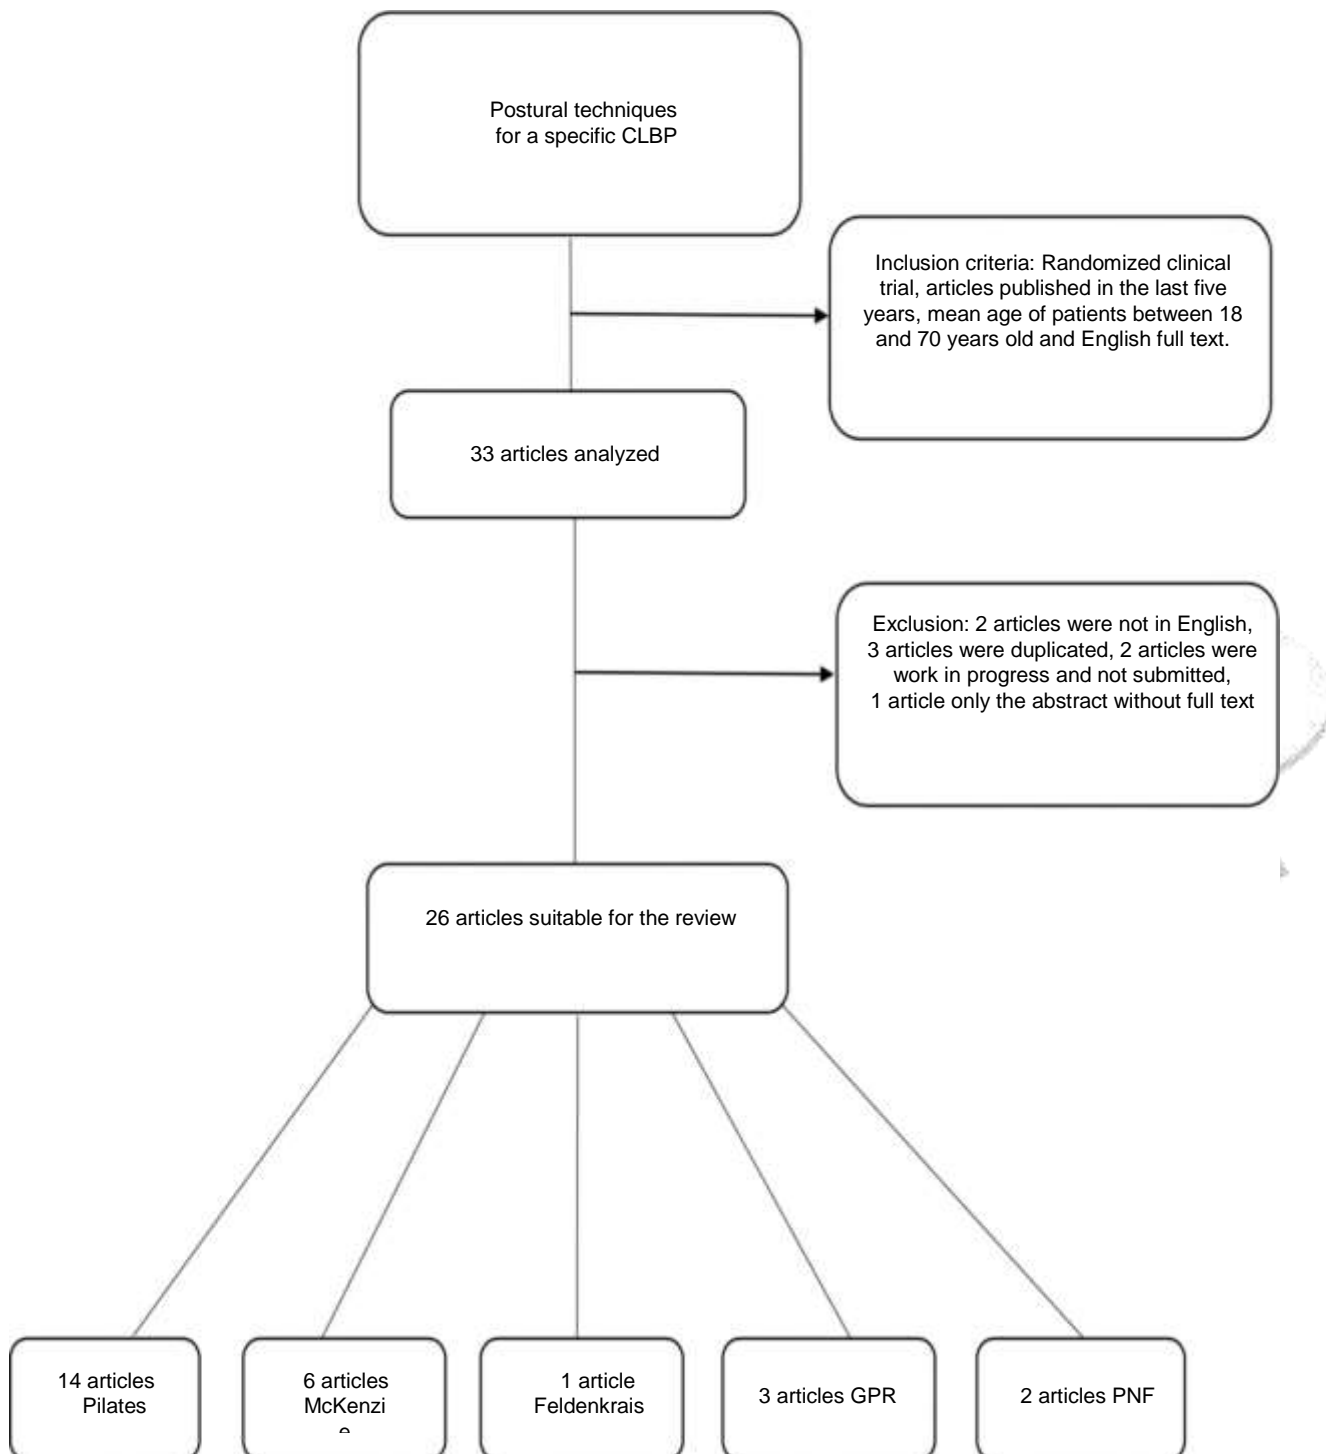 Postural techniques
for a specific CLBP
Inclusion criteria: Randomized clinical
trial, articles published in the last five
years, mean age of patients between 18
and 70 years old and English full text.
33 articles analyzed
Exclusion: 2 articles were not in English,
3 articles were duplicated, 2 articles were
work in progress and not submitted,
1 article only the abstract without full text
26 articles suitable for the review
14 articles
Pilates
6 articles
McKenzi
e
1 article
Feldenkrais
3 articles GPR
2 articles PNF